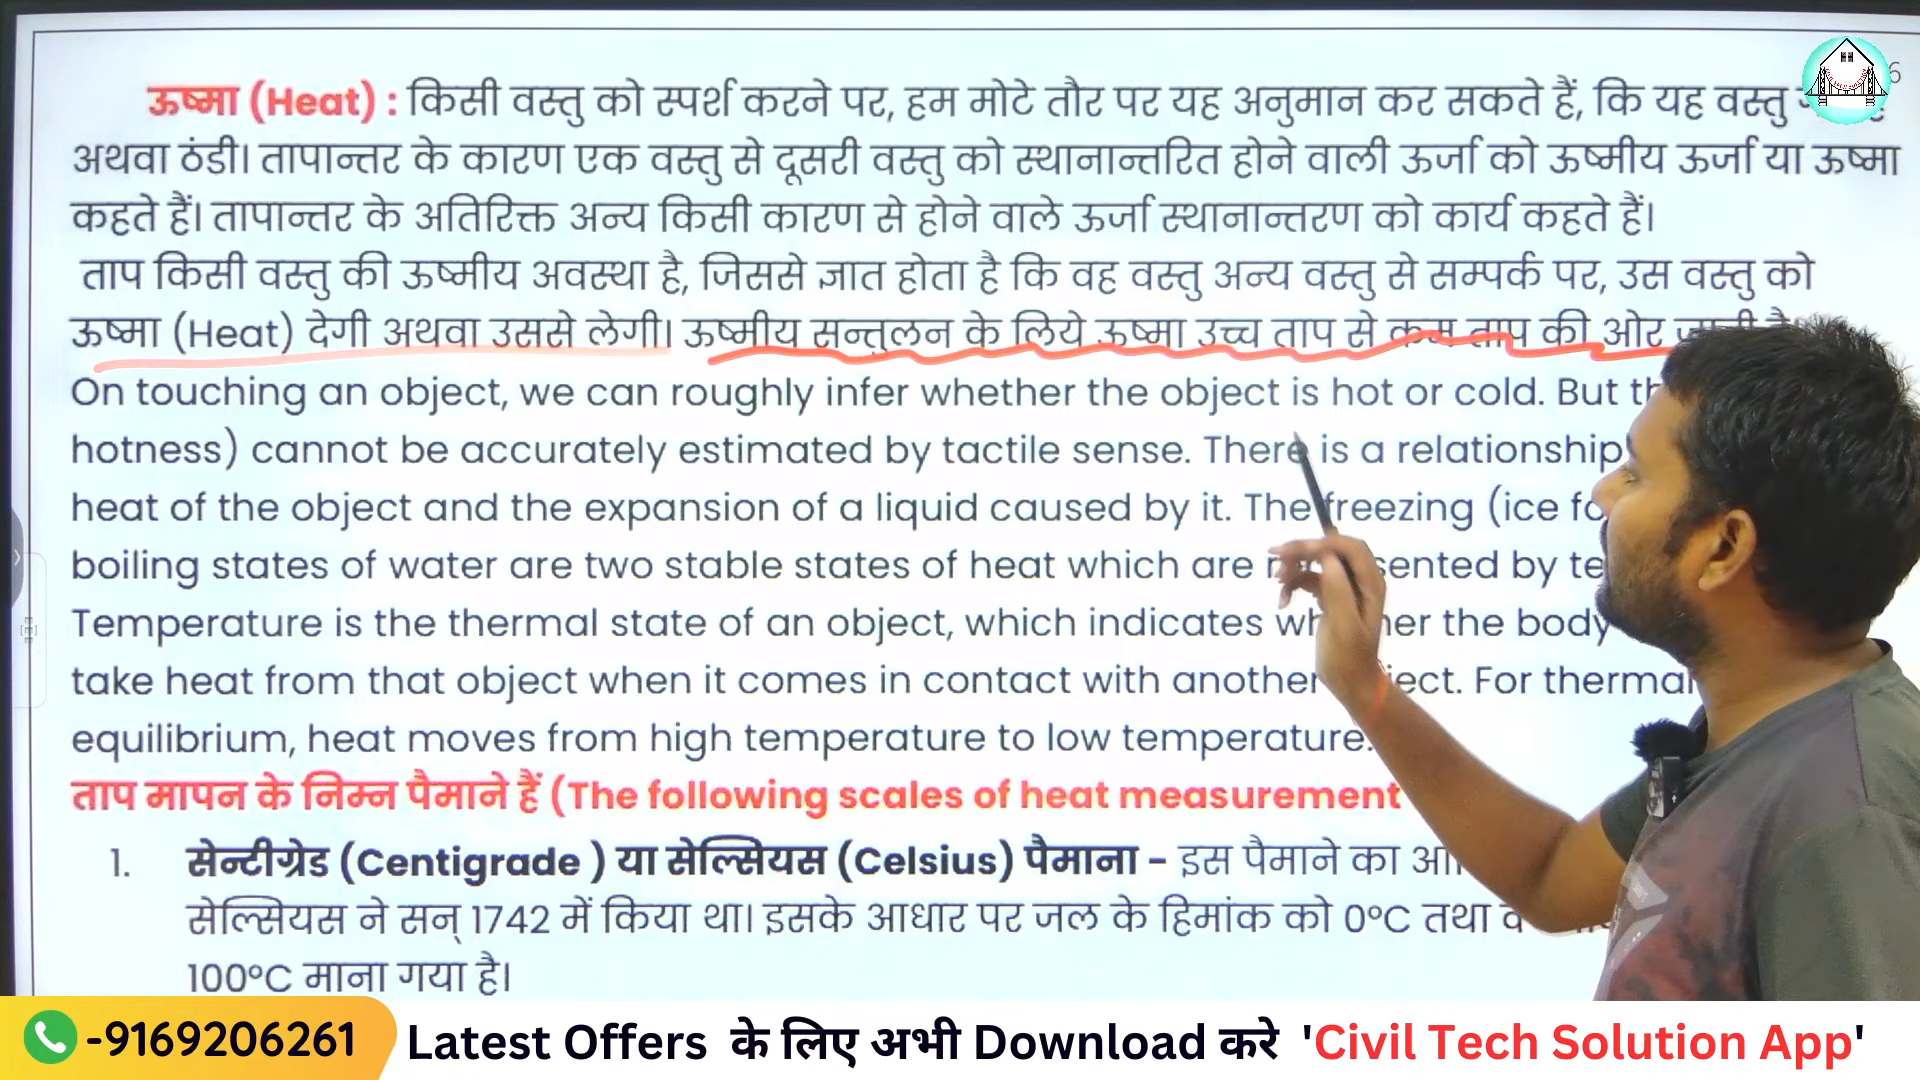 6
ऊष्मा (Heat) : किसी वस्तु को स्पर्श करने पर, हम मोटे तौर पर यह अनुमान कर सकते हैं, कि यह वस्तु
अथवा ठंडी। तापान्तर के कारण एक वस्तु से दूसरी वस्तु को स्थानान्तरित होने वाली ऊर्जा को ऊष्मीय ऊर्जा या ऊष्मा
कहते हैं। तापान्तर के अतिरिक्त अन्य किसी कारण से होने वाले ऊर्जा स्थानान्तरण को कार्य कहते हैं।
ताप किसी वस्तु की ऊष्मीय अवस्था है, जिससे ज्ञात होता है कि वह वस्तु अन्य वस्तु से सम्पर्क पर, उस वस्तु को
ऊष्मा (Heat) देगी अथवा उससे लेगी। ऊष्मीय सन्तुलन के लिये ऊष्मा उच्च ताप से कम ताप की ओर
On touching an object, we can roughly infer whether the object is hot or cold. But
hotness) cannot be accurately estimated by tactile sense. There is a relationship
heat of the object and the expansion of a liquid caused by it. The freezing (ice
boiling states of water are two stable states of heat which are by
Temperature is the thermal state of an object, which indicates the body
take heat from that object when it comes in contact with another For thermal
equilibrium, heat moves from high temperature to low temperature.
ताप मापन के निम्न पैमाने हैं (The following scales of heat measurement
1. सेन्टीग्रेड (Centigrade ) या सेल्सियस (Celsius) पैमाना – इस पैमाने का
सेल्सियस ने सन् 1742 में किया था। इसके आधार पर जल के हिमांक को 0°C तथा
100°C माना गया है।
-9169206261 Latest Offers के लिए अभी Download करे 'Civil Tech Solution App'